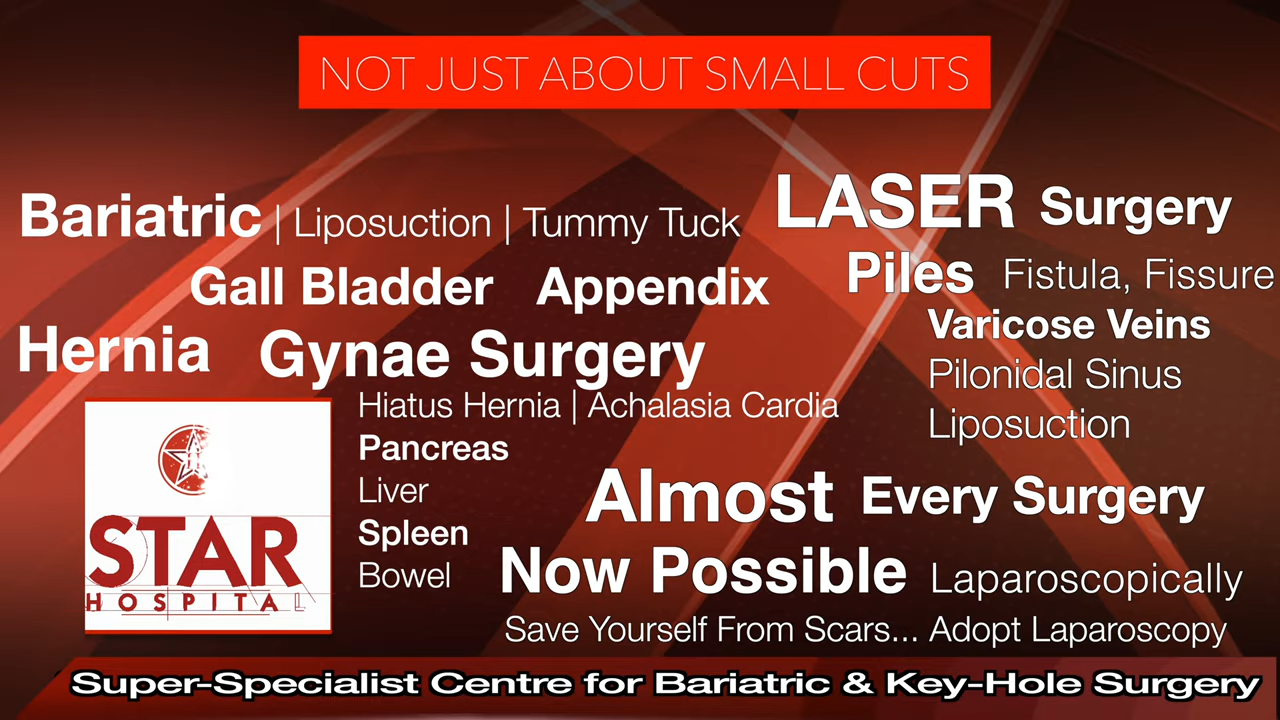 NOT JUST ABOUT SMALL CUTS
Bariatric | Liposuction | Tummy Tuck
Gall Bladder Appendix
Hernia Gynae Surgery
Hiatus Hernia | Achalasia Cardia
Pancreas
Liver
Spleen
Bowel
LASER Surgery
Piles Fistula, Fissure
Varicose Veins
Pilonidal Sinus
Liposuction
Almost Every Surgery
Now Possible Laparoscopically
Save Yourself From Scars... Adopt Laparoscopy
STAR
HOSPITAL
Super-Specialist Centre for Bariatric & Key-Hole Surgery